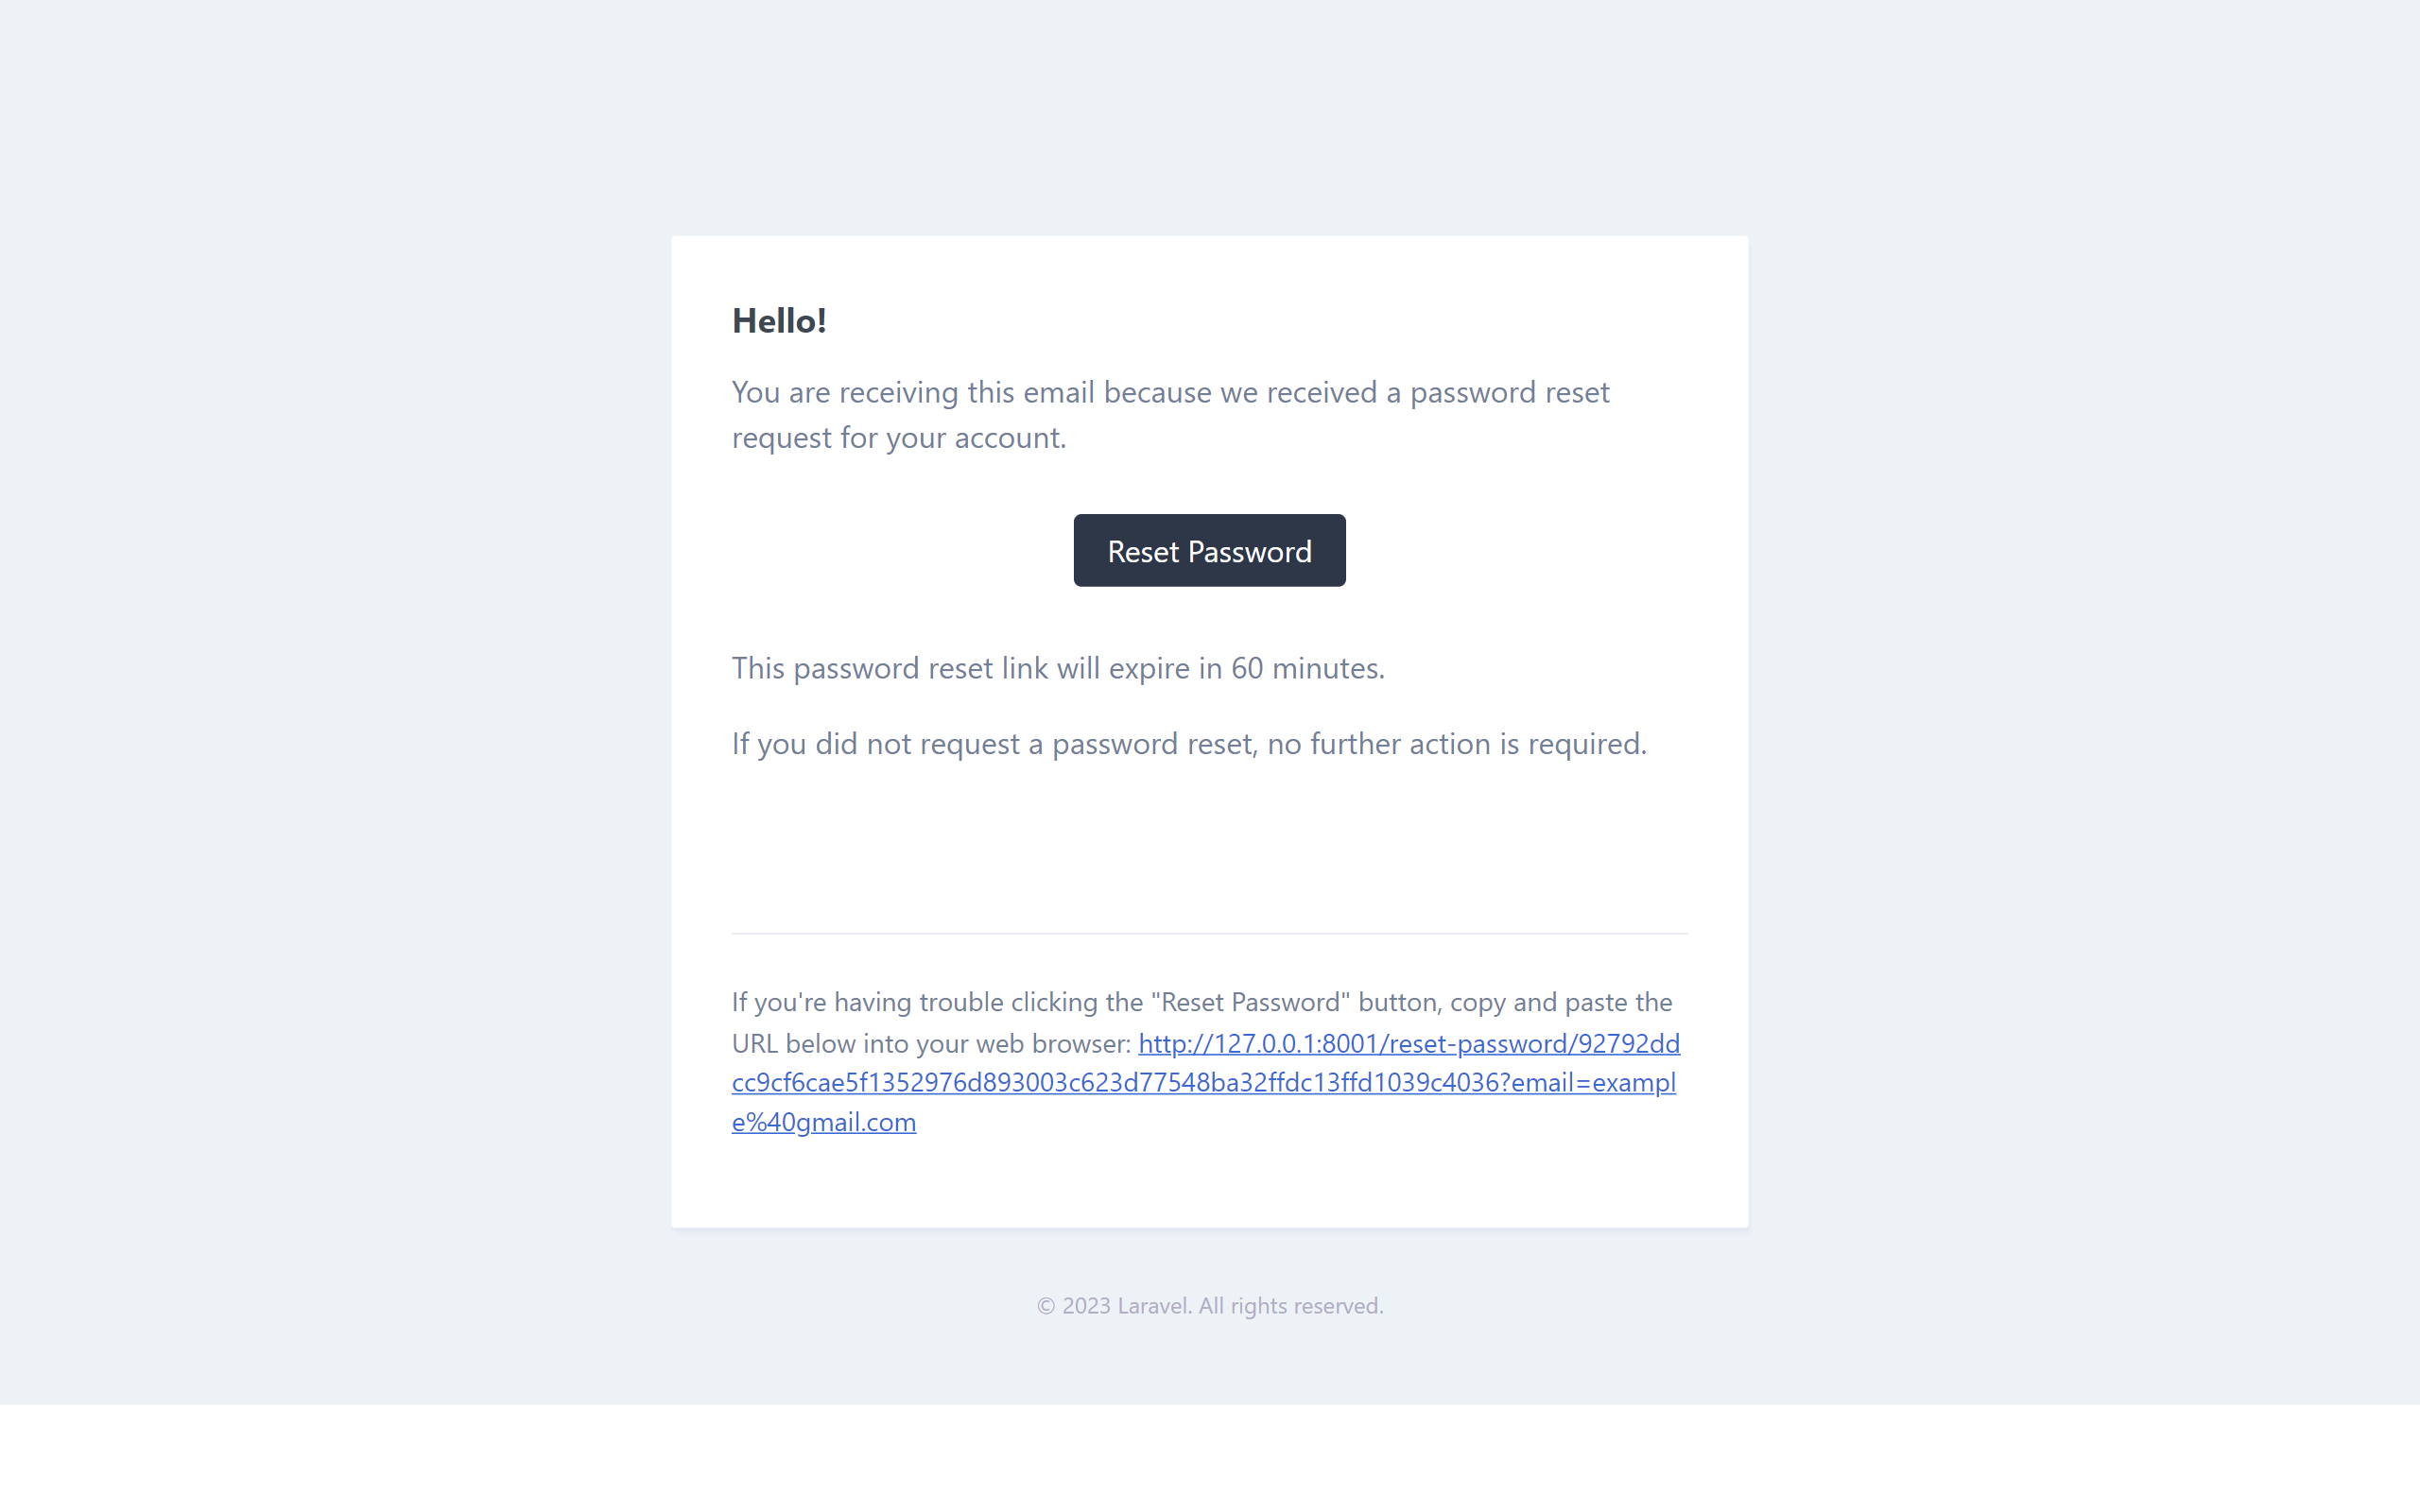 Hello!
You are receiving this email because we received a password reset
request for your account.
Reset Password
This password reset link will expire in 60 minutes.
If you did not request a password reset, no further action is required.
If you're having trouble clicking the "Reset Password" button, copy and paste the
URL below into your web browser: http://127.0.0.1:8001/reset-password/92792dd
cc9cf6cae5f1352976d893003c623d77548ba32ffdc13ffd1039c4036?email=exampl
e%40gmail.com
© 2023 Laravel. All rights reserved.